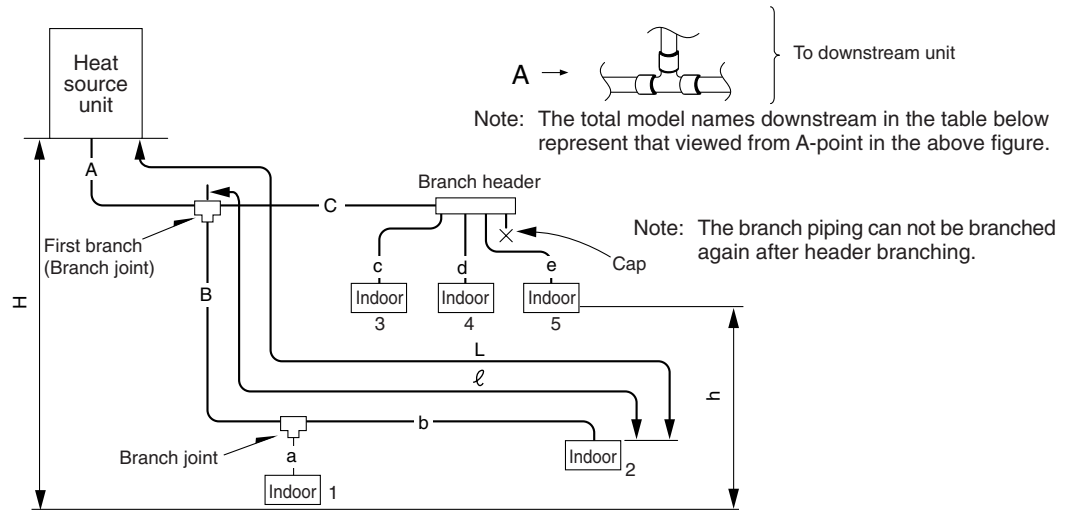 Heat
source
unit
A
To downstream unit
Note: The total model names downstream in the table below
represent that viewed from A-point in the above figure.
A
Branch header
C
First branch
(Branch joint)
Note: The branch piping can not be branched
again after header branching.
Cap
c
d
e
B
Indoor
Indoor
Indoor
3
4
5
H
L
ℓ
h
b
Branch joint
a
Indoor
2
Indoor
1